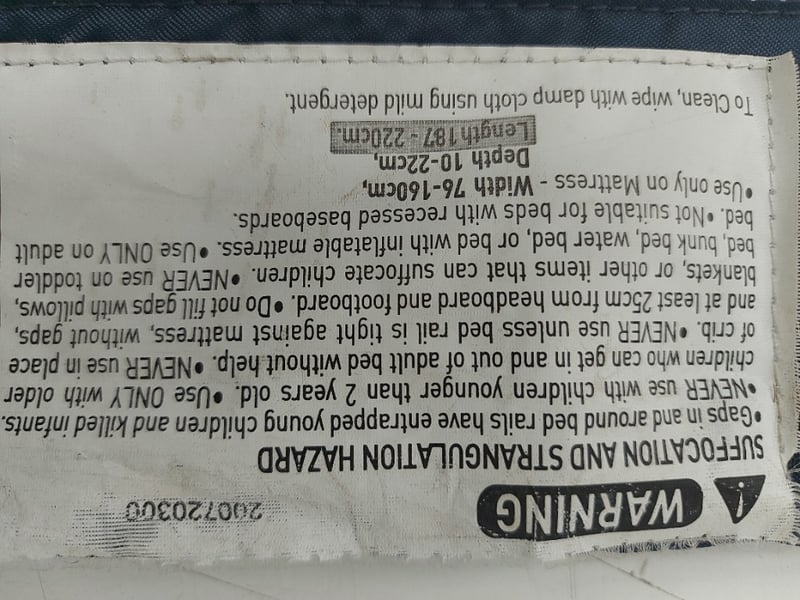 WARNING
200720300
SUFFOCATION AND STRANGULATION HAZARD
•Gaps in and around bed rails have entrapped young children and killed infants.
•NEVER use with children younger than 2 years old. •Use ONLY with older
children who can get in and out of adult bed without help. •NEVER use in place
of crib. •NEVER use unless bed rail is tight against mattress, without gaps,
and at least 25cm from headboard and footboard. •Do not fill gaps with pillows,
blankets, or other items that can suffocate children. •NEVER use on toddler
bed, bunk bed, water bed, or bed with inflatable mattress. •Use ONLY on adult
bed. •Not suitable for beds with recessed baseboards.
•Use only on Mattress - Width 76-160cm,
Depth 10-22cm,
Length 187 - 220cm.
To Clean, wipe with damp cloth using mild detergent.